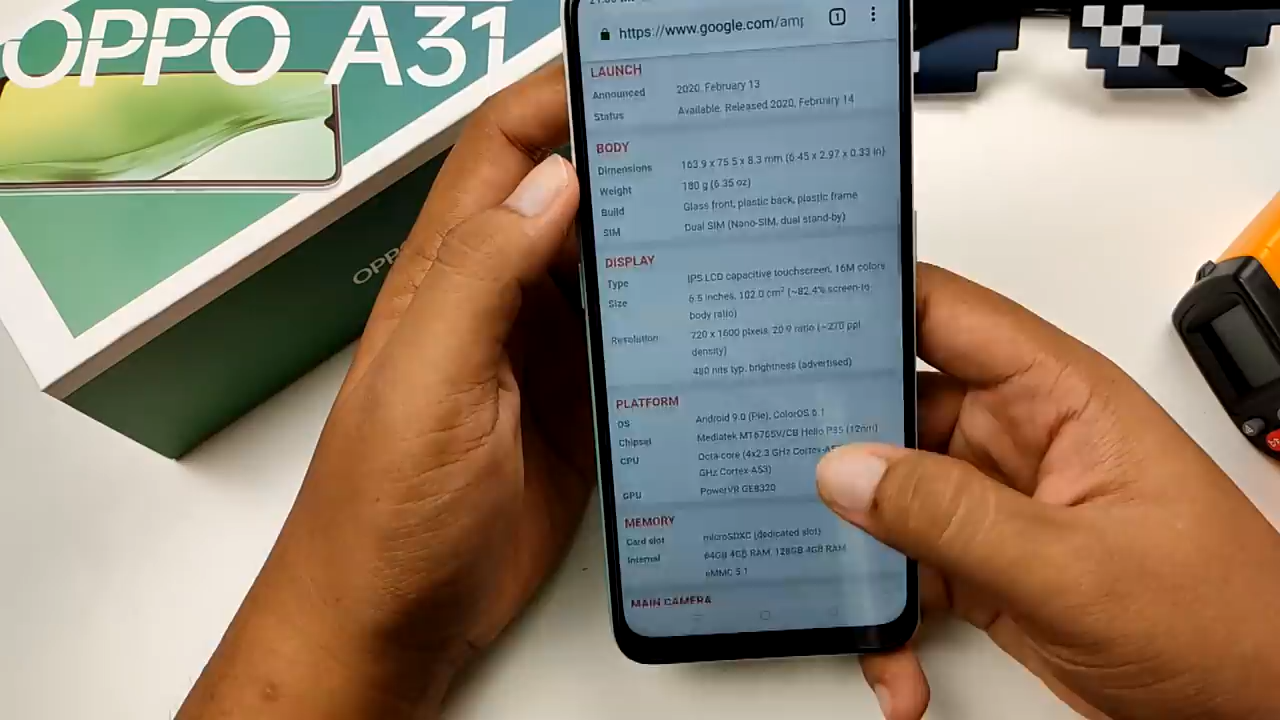 OPPO A31
OPPO
https://www.google.com/amp
1
LAUNCH
Announced 2020, February 13
Status Available. Released 2020, February 14
BODY
Dimensions 163.9 x 75.5 x 8.3 mm (6.45 x 2.97 x 0.33 in)
Weight 180 g (6.35 oz)
Build Glass front, plastic back, plastic frame
SIM Dual SIM (Nano-SIM, dual stand-by)
DISPLAY
Type IPS LCD capacitive touchscreen, 16M colors
Size 6.5 inches, 102.0 cm² (~82.4% screen-to-
body ratio)
Resolution 720 x 1600 pixels, 20:9 ratio (~270 ppi
density)
480 nits typ. brightness (advertised)
PLATFORM
OS Android 9.0 (Pie), ColorOS 6.1
Chipset Mediatek MT6765V/CB Helio P35 (12nm)
CPU Octa-core (4x2.3 GHz Cortex-A53
GHz Cortex-A53)
GPU PowerVR GE8320
MEMORY
Card slot microSDXC (dedicated slot)
Internal 64GB 4GB RAM, 128GB 4GB RAM
eMMC 5.1
MAIN CAMERA